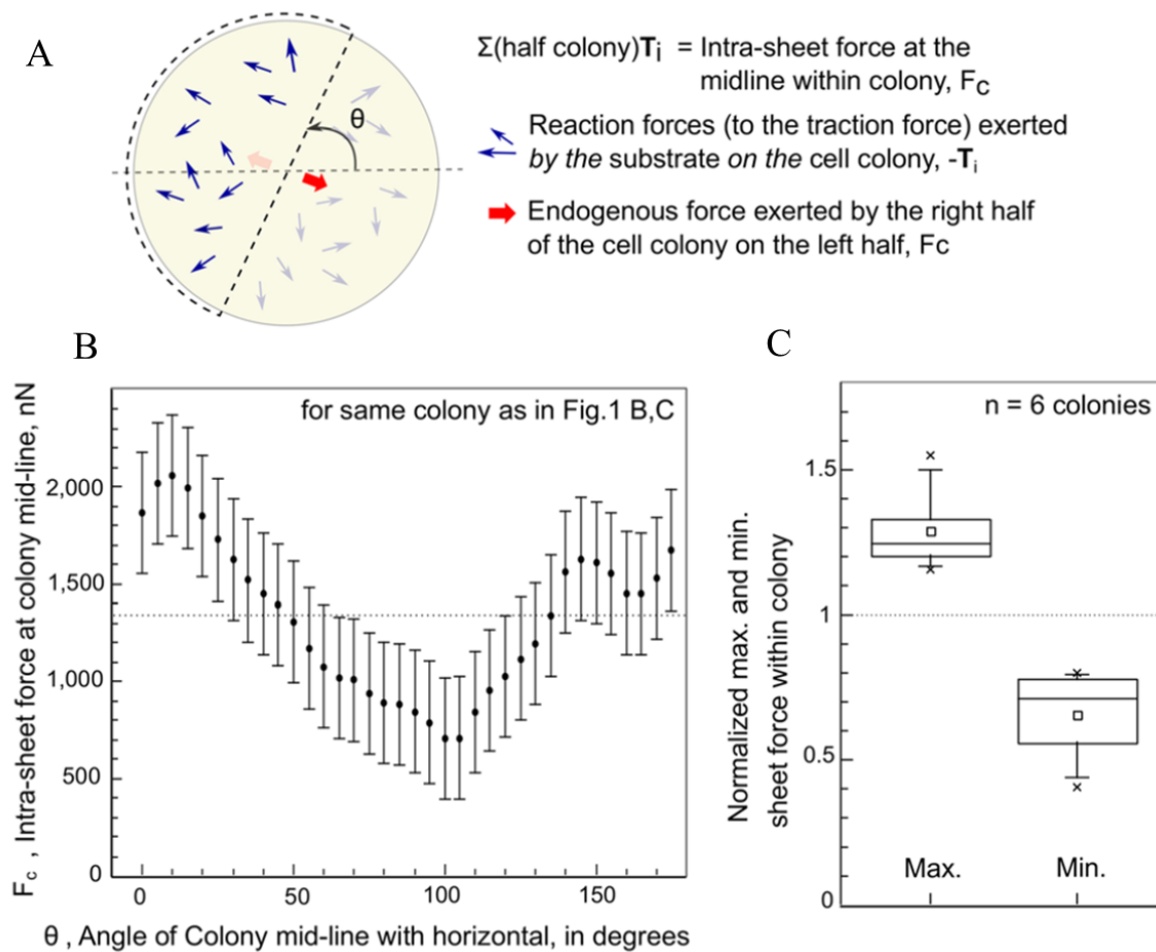 A
θ
Σ(half colony)Ti = Intra-sheet force at the
midline within colony, FC
Reaction forces (to the traction force) exerted
by the substrate on the cell colony, -Ti
Endogenous force exerted by the right half
of the cell colony on the left half, Fc
B
for same colony as in Fig.1 B,C
Fc , Intra-sheet force at colony mid-line, nN
2,000
1,500
1,000
500
0
0 50 100 150
θ , Angle of Colony mid-line with horizontal, in degrees
C
n = 6 colonies
Normalized max. and min.
sheet force within colony
1.5
1
0.5
0
Max. Min.